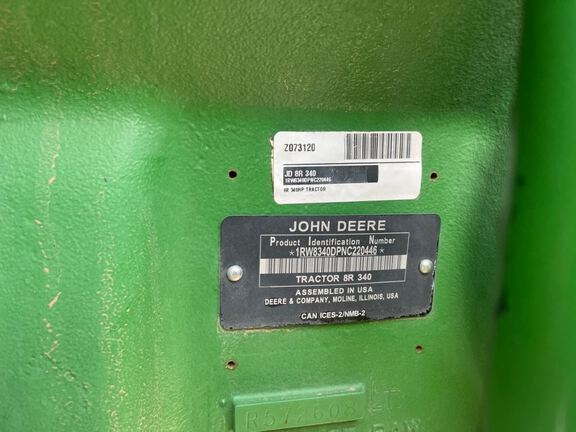 Z073120
JD 8R 340
1RW8340DPNC220446
8R 340HP TRACTOR
JOHN DEERE
Product Identification Number
*1RW8340DPNC220446*
TRACTOR 8R 340
ASSEMBLED IN USA
DEERE & COMPANY, MOLINE, ILLINOIS, USA
CAN ICES-2/NMB-2
R572608